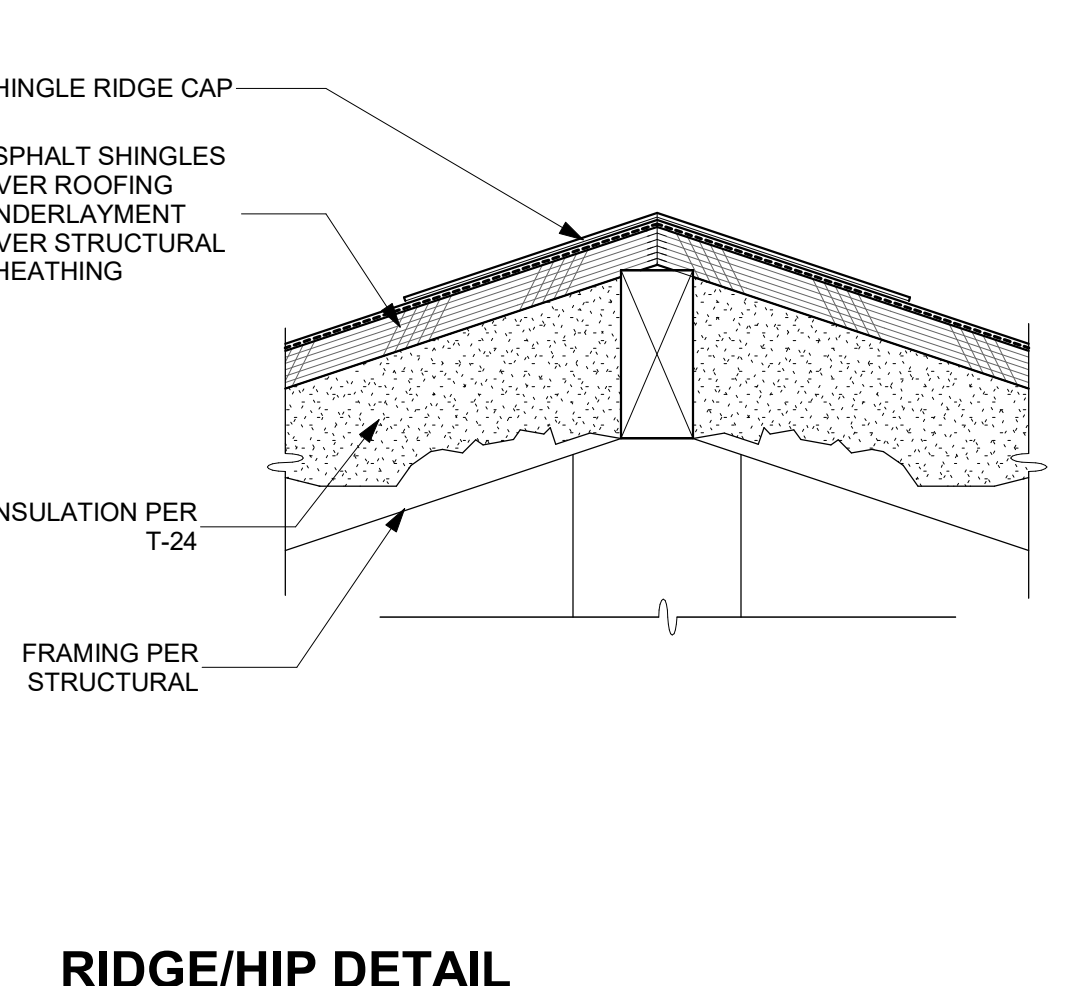 HINGLE RIDGE CAP
SPHALT SHINGLES
VER ROOFING
NDERLAYMENT
VER STRUCTURAL
HEATHING
NSULATION PER
T-24
FRAMING PER
STRUCTURAL
RIDGE/HIP DETAIL